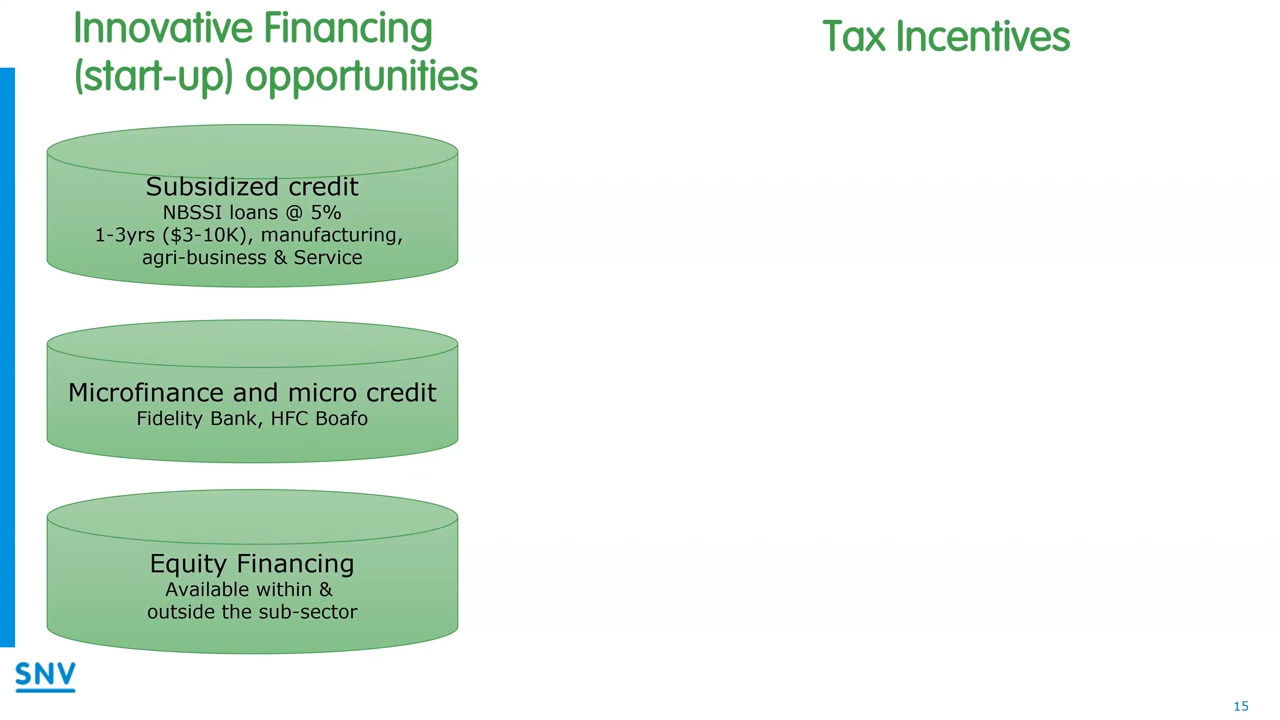 Innovative Financing
(start-up) opportunities
Tax Incentives
Subsidized credit
NBSSI loans @ 5%
1-3yrs ($3-10K), manufacturing,
agri-business & Service
Microfinance and micro credit
Fidelity Bank, HFC Boafo
Equity Financing
Available within &
outside the sub-sector
SNV
15